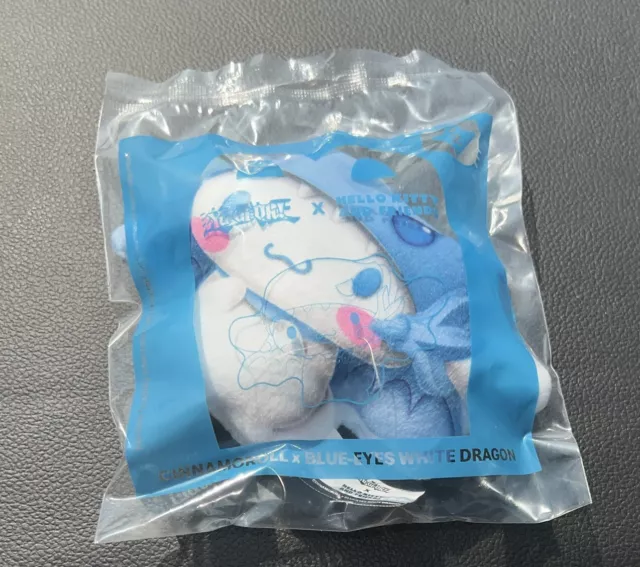 YU-GI-OH! X HELLO KITTY
AND FRIENDS
CINNAMOROLL x BLUE-EYES WHITE DRAGON